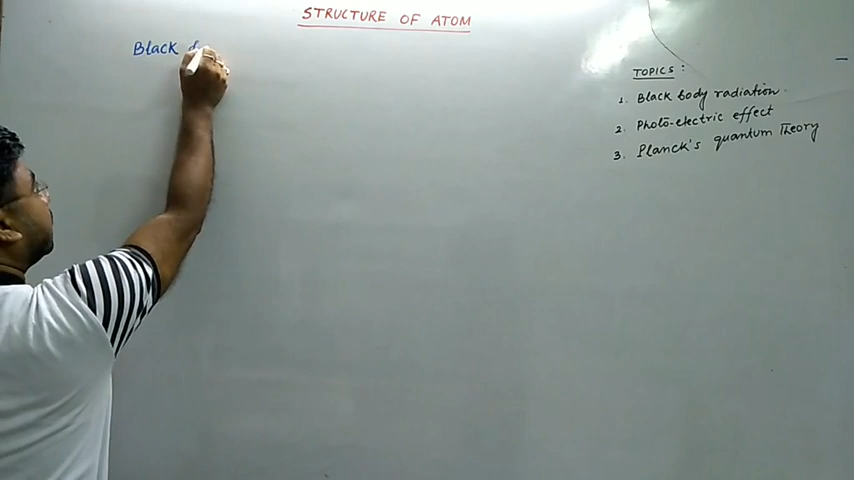 STRUCTURE OF ATOM
Black
TOPICS :
1. Black body radiation.
2. Photo-electric effect
3. Planck's quantum Theory